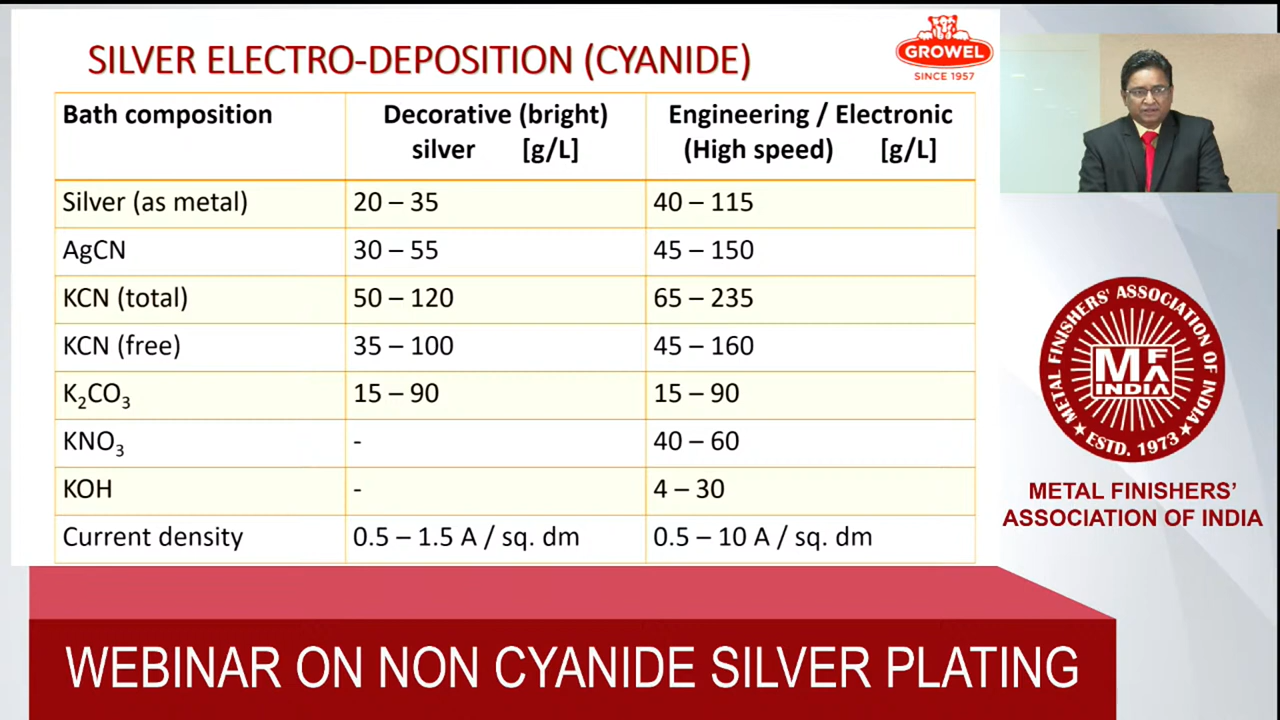 SILVER ELECTRO-DEPOSITION (CYANIDE)
GROWEL
SINCE 1957
Bath composition
Decorative (bright) silver [g/L]
Engineering / Electronic (High speed) [g/L]
Silver (as metal) 20 – 35 40 – 115
AgCN 30 – 55 45 – 150
KCN (total) 50 – 120 65 – 235
KCN (free) 35 – 100 45 – 160
K₂CO₃ 15 – 90 15 – 90
KNO₃ - 40 – 60
KOH - 4 – 30
Current density 0.5 – 1.5 A / sq. dm 0.5 – 10 A / sq. dm
METAL FINISHERS' ASSOCIATION OF INDIA
MFA
INDIA
ESTD. 1973
METAL FINISHERS'
ASSOCIATION OF INDIA
WEBINAR ON NON CYANIDE SILVER PLATING